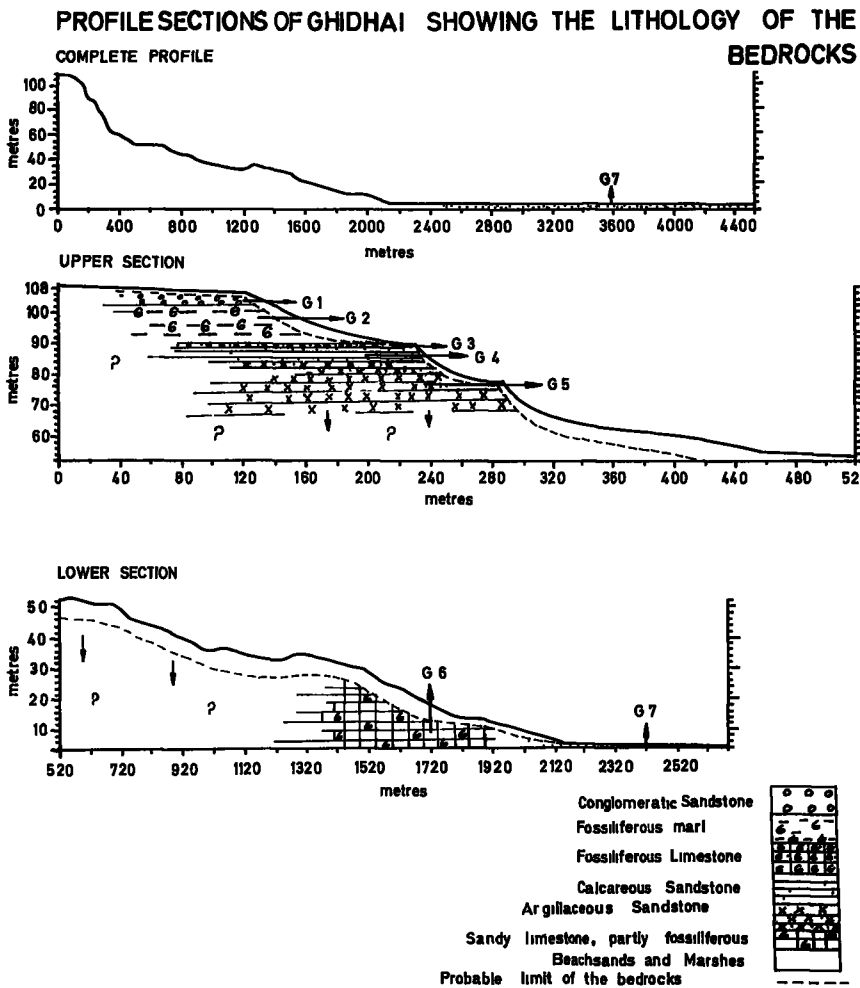 PROFILE SECTIONS OF GHIDHAI SHOWING THE LITHOLOGY OF THE
BEDROCKS
COMPLETE PROFILE
metres
100
80
60
40
20
0
G7
0 400 800 1200 1600 2000 2400 2800 3200 3600 4000 4400
metres
UPPER SECTION
metres
108
100
90
80
70
60
G1
G2
G3
G4
G5
?
? ?
0 40 80 120 160 200 240 280 320 360 400 440 480 52
metres
LOWER SECTION
metres
50
40
30
20
10
G 6
G 7
? ?
520 720 920 1120 1320 1520 1720 1920 2120 2320 2520
metres
Conglomeratic Sandstone
Fossiliferous marl
Fossiliferous Limestone
Calcareous Sandstone
Argillaceous Sandstone
Sandy limestone, partly fossiliferous
Beachsands and Marshes
Probable limit of the bedrocks